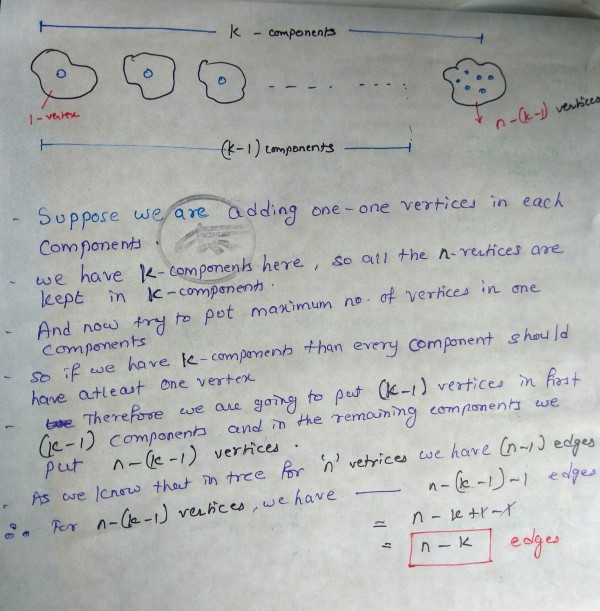 k - components
1-vertex
n-(k-1) vertices
(k-1) components
- Suppose we are adding one-one vertices in each
components.
- we have k-components here, so all the n-vertices are
kept in k-components.
- And now try to put maximum no. of vertices in one
components
- so if we have k-components than every component should
have atleast one vertex
- Therefore we are going to put (k-1) vertices in first
(k-1) components and in the remaining components we
put n-(k-1) vertices.
- As we know that in tree for 'n' vetrices we have (n-1) edges
∴ For n-(k-1) vertices, we have — n-(k-1)-1 edges
= n-k+1-1
= n-k edges